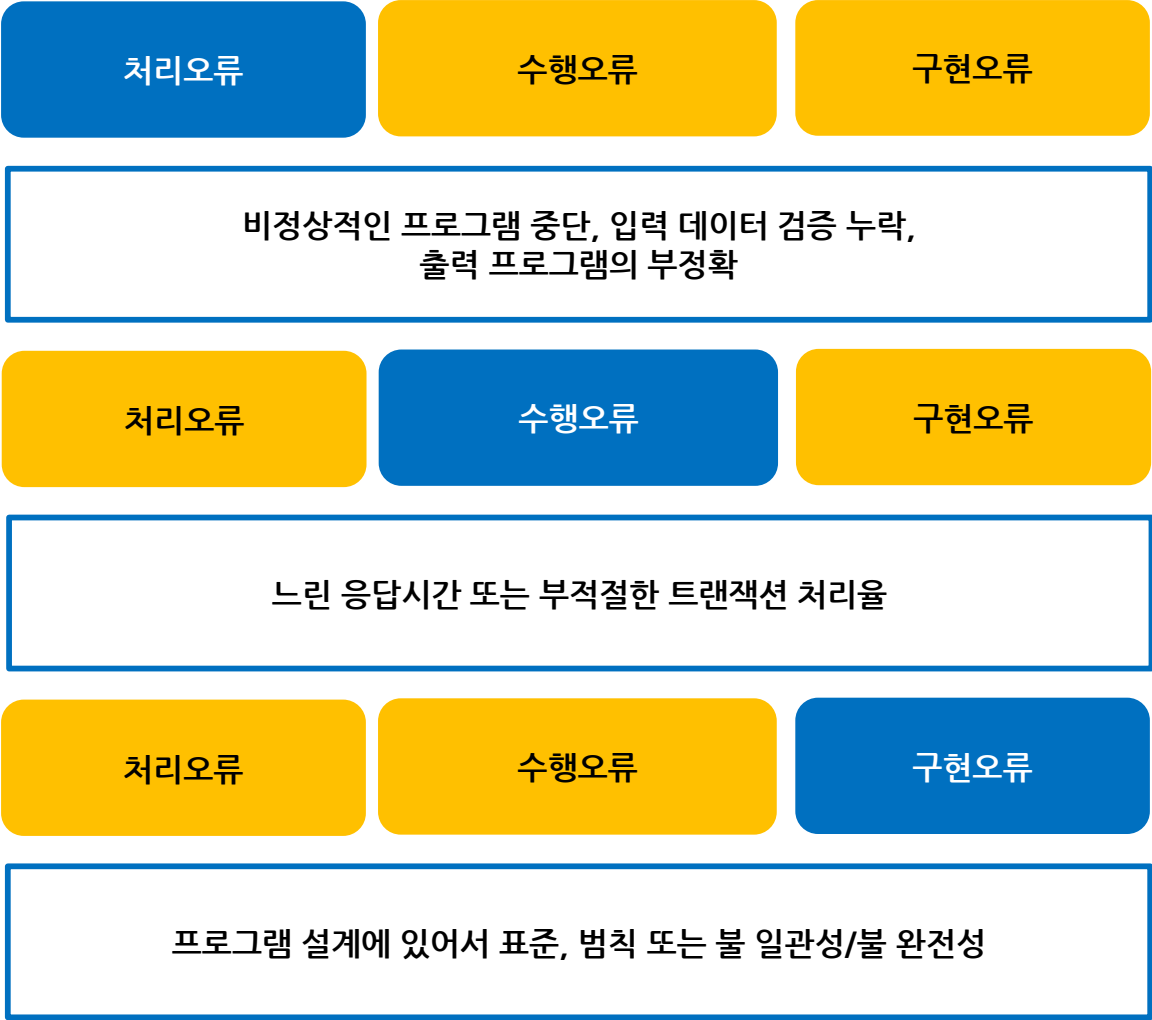 처리오류
수행오류
구현오류
비정상적인 프로그램 중단, 입력 데이터 검증 누락,
출력 프로그램의 부정확
처리오류
수행오류
구현오류
느린 응답시간 또는 부적절한 트랜잭션 처리율
처리오류
수행오류
구현오류
프로그램 설계에 있어서 표준, 범칙 또는 불 일관성/불 완전성